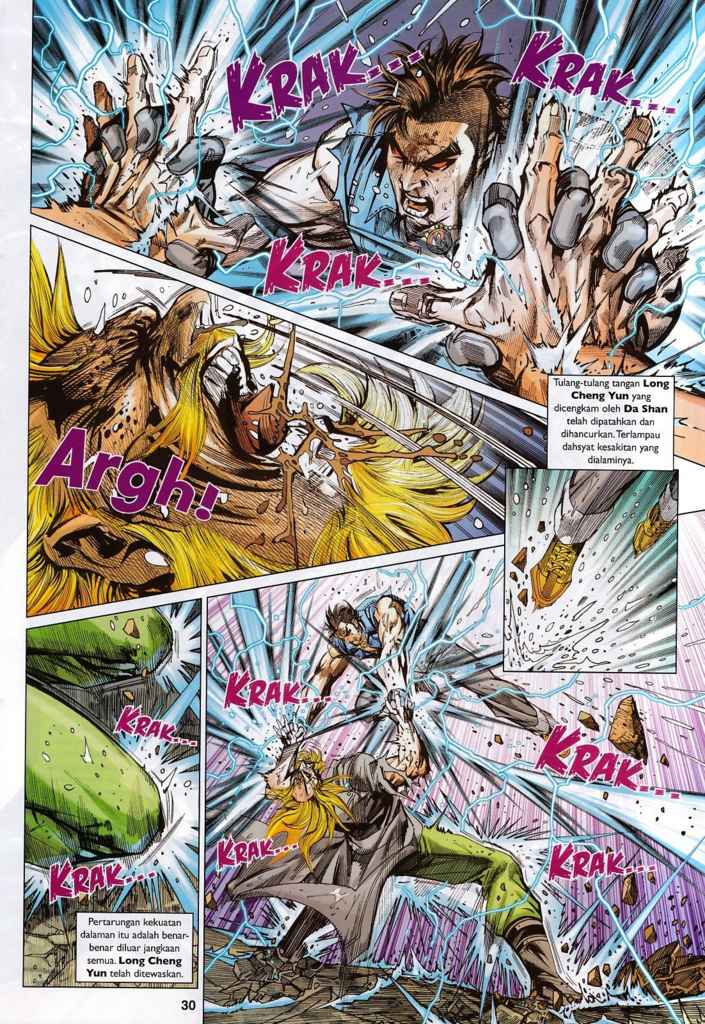 KRAK...
KRAK...
KRAK...
Tulang-tulang tangan Long
Cheng Yun yang
dicengkam oleh Da Shan
telah dipatahkan dan
dihancurkan. Terlampau
dahsyat kesakitan yang
dialaminya.
Argh!
KRAK...
KRAK...
Pertarungan kekuatan
dalaman itu adalah benar-
benar diluar jangkaan
semua. Long Cheng
Yun telah ditewaskan.
KRAK...
KRAK...
KRAK...
KRAK...
30